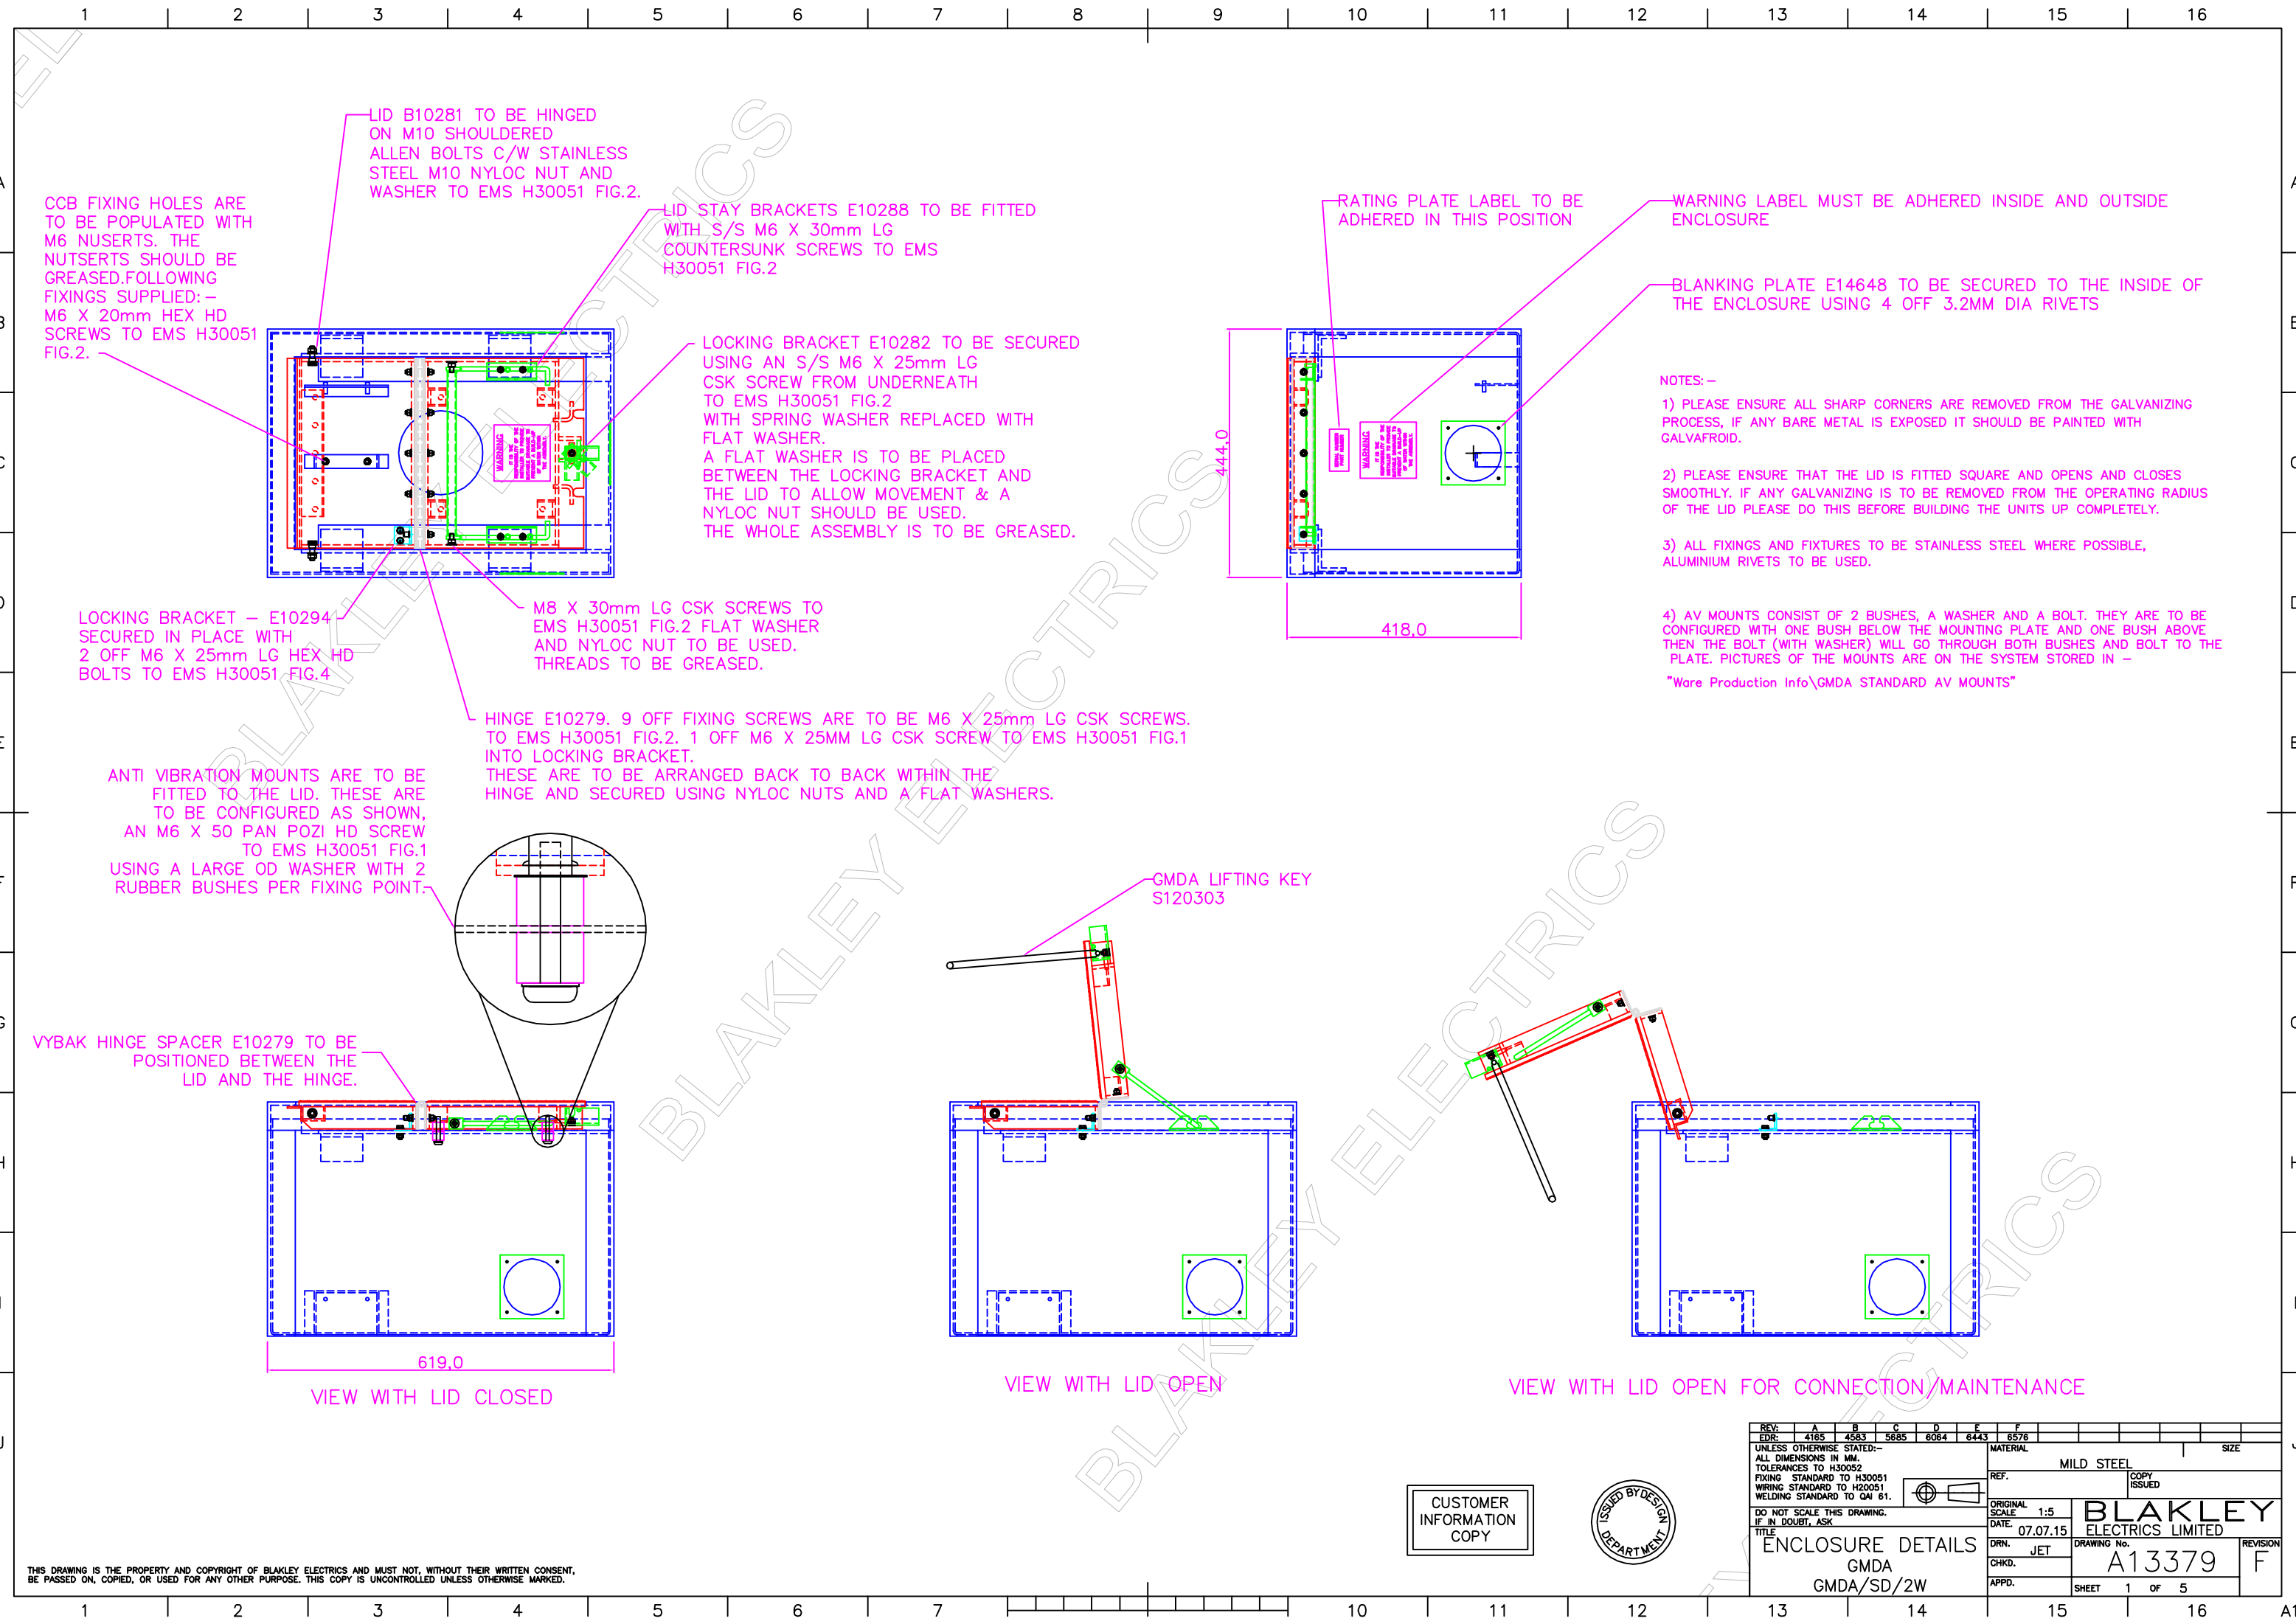 1 2 3 4 5 6 7 8 9 10 11 12 13 14 15 16
LID B10281 TO BE HINGED
ON M10 SHOULDERED
ALLEN BOLTS C/W STAINLESS
STEEL M10 NYLOC NUT AND
WASHER TO EMS H30051 FIG.2.
CCB FIXING HOLES ARE
TO BE POPULATED WITH
M6 NUSERTS. THE
NUTSERTS SHOULD BE
GREASED.FOLLOWING
FIXINGS SUPPLIED:-
M6 X 20mm HEX HD
SCREWS TO EMS H30051
FIG.2.
LID STAY BRACKETS E10288 TO BE FITTED
WITH S/S M6 X 30mm LG
COUNTERSUNK SCREWS TO EMS
H30051 FIG.2
LOCKING BRACKET E10282 TO BE SECURED
USING AN S/S M6 X 25mm LG
CSK SCREW FROM UNDERNEATH
TO EMS H30051 FIG.2
WITH SPRING WASHER REPLACED WITH
FLAT WASHER.
A FLAT WASHER IS TO BE PLACED
BETWEEN THE LOCKING BRACKET AND
THE LID TO ALLOW MOVEMENT & A
NYLOC NUT SHOULD BE USED.
THE WHOLE ASSEMBLY IS TO BE GREASED.
WARNING
LOCKING BRACKET - E10294
SECURED IN PLACE WITH
2 OFF M6 X 25mm LG HEX HD
BOLTS TO EMS H30051 FIG.4
M8 X 30mm LG CSK SCREWS TO
EMS H30051 FIG.2 FLAT WASHER
AND NYLOC NUT TO BE USED.
THREADS TO BE GREASED.
HINGE E10279. 9 OFF FIXING SCREWS ARE TO BE M6 X 25mm LG CSK SCREWS.
TO EMS H30051 FIG.2. 1 OFF M6 X 25MM LG CSK SCREW TO EMS H30051 FIG.1
INTO LOCKING BRACKET.
THESE ARE TO BE ARRANGED BACK TO BACK WITHIN THE
HINGE AND SECURED USING NYLOC NUTS AND A FLAT WASHERS.
RATING PLATE LABEL TO BE
ADHERED IN THIS POSITION
WARNING LABEL MUST BE ADHERED INSIDE AND OUTSIDE
ENCLOSURE
BLANKING PLATE E14648 TO BE SECURED TO THE INSIDE OF
THE ENCLOSURE USING 4 OFF 3.2MM DIA RIVETS
444,0
418,0
SERIAL NUMBER
PART NUMBER
WARNING
NOTES:-
1) PLEASE ENSURE ALL SHARP CORNERS ARE REMOVED FROM THE GALVANIZING
PROCESS, IF ANY BARE METAL IS EXPOSED IT SHOULD BE PAINTED WITH
GALVAFROID.
2) PLEASE ENSURE THAT THE LID IS FITTED SQUARE AND OPENS AND CLOSES
SMOOTHLY. IF ANY GALVANIZING IS TO BE REMOVED FROM THE OPERATING RADIUS
OF THE LID PLEASE DO THIS BEFORE BUILDING THE UNITS UP COMPLETELY.
3) ALL FIXINGS AND FIXTURES TO BE STAINLESS STEEL WHERE POSSIBLE,
ALUMINIUM RIVETS TO BE USED.
4) AV MOUNTS CONSIST OF 2 BUSHES, A WASHER AND A BOLT. THEY ARE TO BE
CONFIGURED WITH ONE BUSH BELOW THE MOUNTING PLATE AND ONE BUSH ABOVE
THEN THE BOLT (WITH WASHER) WILL GO THROUGH BOTH BUSHES AND BOLT TO THE
PLATE. PICTURES OF THE MOUNTS ARE ON THE SYSTEM STORED IN -
"Ware Production Info\GMDA STANDARD AV MOUNTS"
ANTI VIBRATION MOUNTS ARE TO BE
FITTED TO THE LID. THESE ARE
TO BE CONFIGURED AS SHOWN,
AN M6 X 50 PAN POZI HD SCREW
TO EMS H30051 FIG.1
USING A LARGE OD WASHER WITH 2
RUBBER BUSHES PER FIXING POINT.
VYBAK HINGE SPACER E10279 TO BE
POSITIONED BETWEEN THE
LID AND THE HINGE.
GMDA LIFTING KEY
S120303
619,0
VIEW WITH LID CLOSED
VIEW WITH LID OPEN
VIEW WITH LID OPEN FOR CONNECTION/MAINTENANCE
BLAKLEY ELECTRICS
BLAKLEY ELECTRICS
BLAKLEY ELECTRICS
CUSTOMER
INFORMATION
COPY
ISSUED BY DESIGN
DEPARTMENT
REV: A B C D E F
EDR: 4165 4583 5685 6064 6443 6576
UNLESS OTHERWISE STATED:-
ALL DIMENSIONS IN MM.
TOLERANCES TO H30052
FIXING STANDARD TO H30051
WIRING STANDARD TO H20051
WELDING STANDARD TO QAI 61.
DO NOT SCALE THIS DRAWING.
IF IN DOUBT, ASK
TITLE
ENCLOSURE DETAILS
GMDA
GMDA/SD/2W
MATERIAL SIZE
MILD STEEL
REF. COPY
ISSUED
ORIGINAL
SCALE 1:5
DATE. 07.07.15
DRN. JET
CHKD.
APPD.
BLAKLEY
ELECTRICS LIMITED
DRAWING No.
A13379
REVISION
F
SHEET 1 OF 5
THIS DRAWING IS THE PROPERTY AND COPYRIGHT OF BLAKLEY ELECTRICS AND MUST NOT, WITHOUT THEIR WRITTEN CONSENT,
BE PASSED ON, COPIED, OR USED FOR ANY OTHER PURPOSE. THIS COPY IS UNCONTROLLED UNLESS OTHERWISE MARKED.
1 2 3 4 5 6 7 10 11 12 13 14 15 16 A1